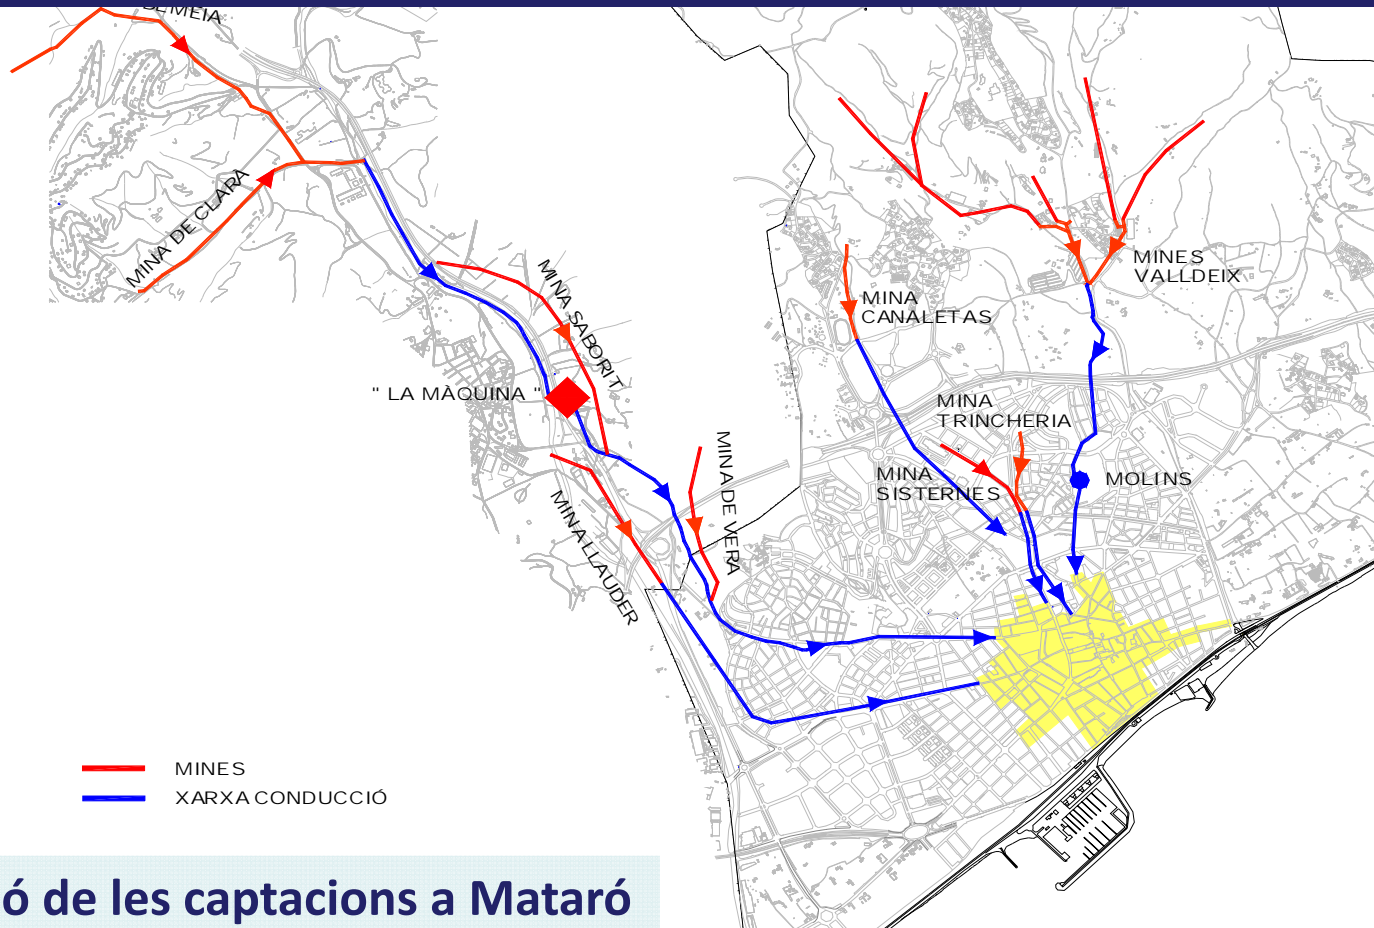 MINA DE CLARA
MINA SABORIT
MINES
VALLDEIX
MINA
CANALETAS
" LA MÀQUINA "
MINA
TRINCHERIA
MINA
SISTERNES
MOLINS
MINA DE VERA
MINA LLAUDER
MINES
XARXA CONDUCCIÓ
ó de les captacions a Mataró